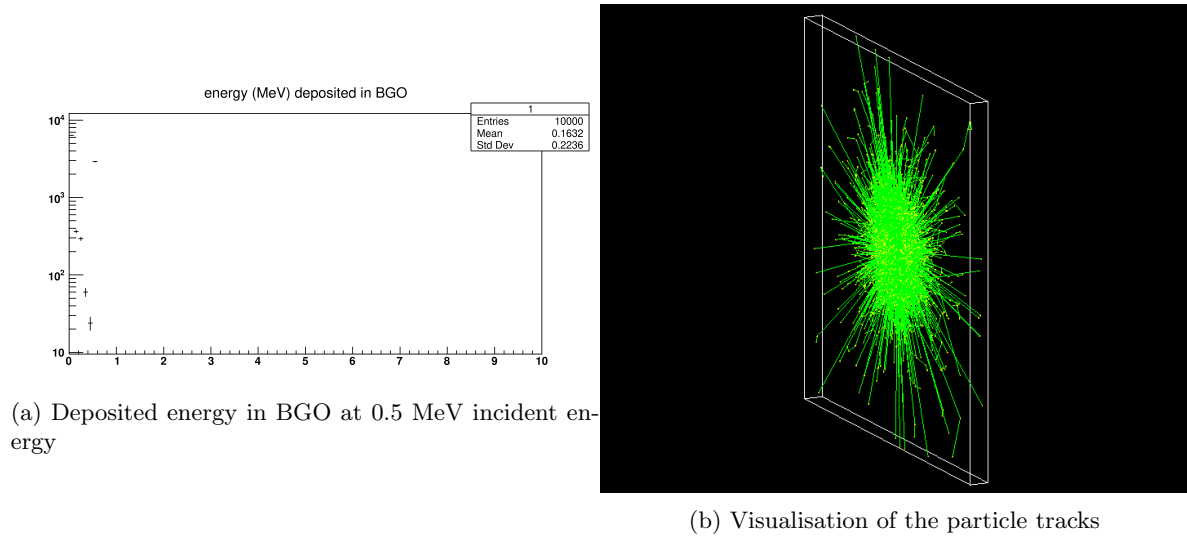 energy (MeV) deposited in BGO
1
Entries 10000
Mean 0.1632
Std Dev 0.2236
10⁴
10³
10²
10
0 1 2 3 4 5 6 7 8 9 10
(a) Deposited energy in BGO at 0.5 MeV incident en-
ergy
(b) Visualisation of the particle tracks